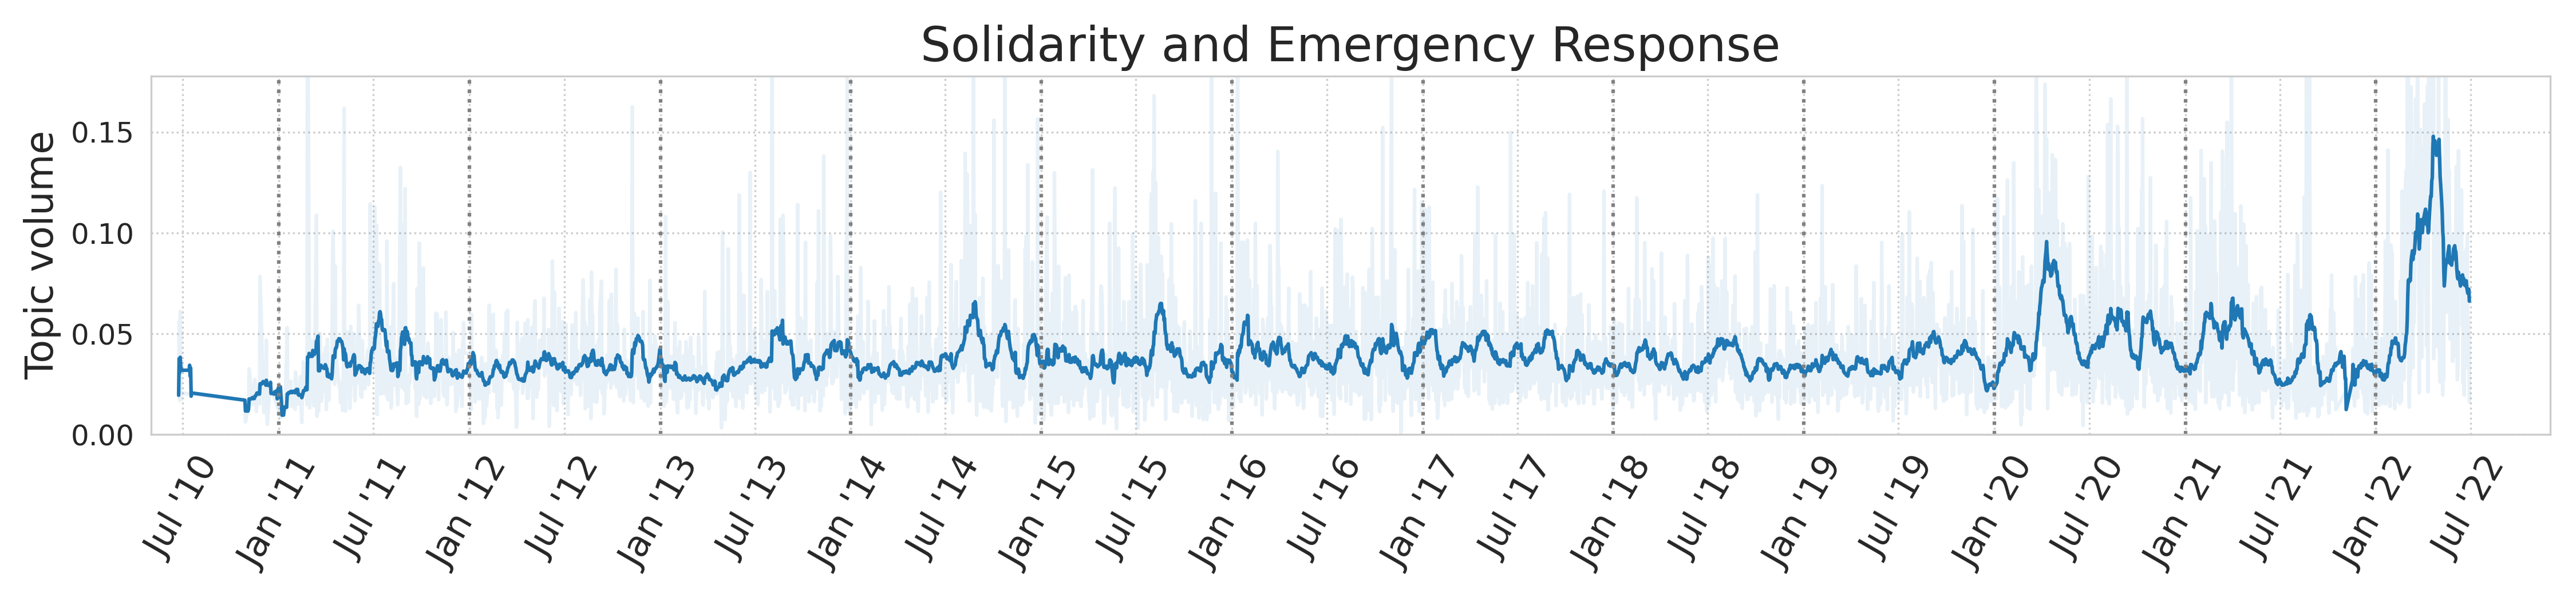 Solidarity and Emergency Response
Topic volume
0.15
0.10
0.05
0.00
Jul '10
Jan '11
Jul '11
Jan '12
Jul '12
Jan '13
Jul '13
Jan '14
Jul '14
Jan '15
Jul '15
Jan '16
Jul '16
Jan '17
Jul '17
Jan '18
Jul '18
Jan '19
Jul '19
Jan '20
Jul '20
Jan '21
Jul '21
Jan '22
Jul '22